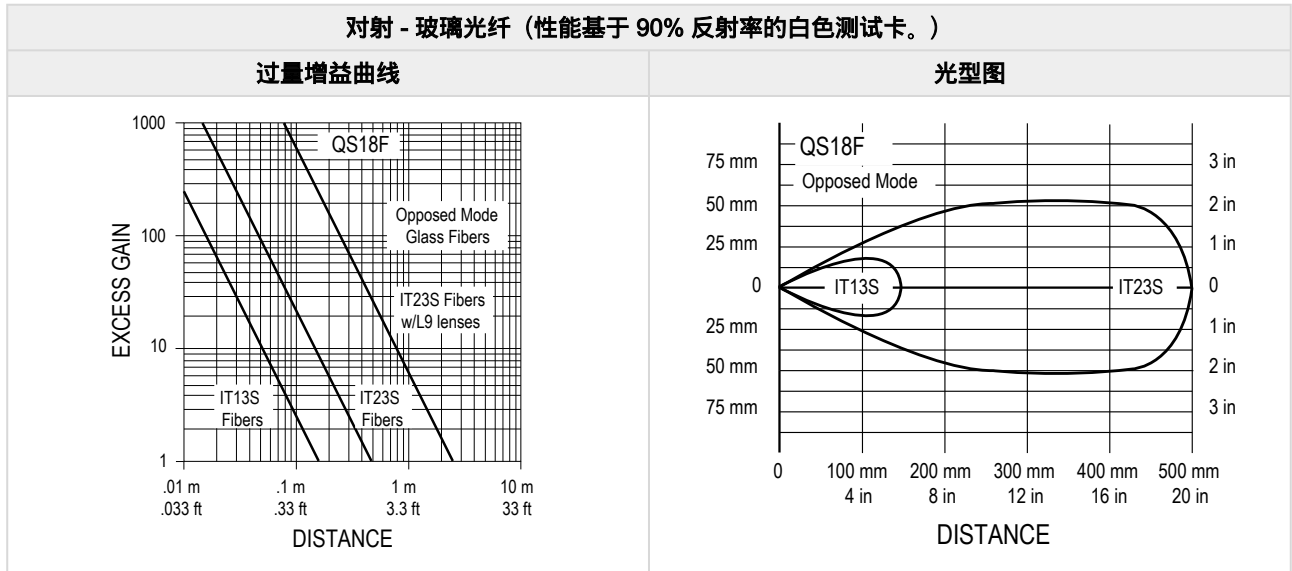 对射 - 玻璃光纤（性能基于 90% 反射率的白色测试卡。）
过量增益曲线
光型图
1000
100
10
1
EXCESS GAIN
QS18F
Opposed Mode
Glass Fibers
IT23S Fibers
w/L9 lenses
IT13S
Fibers
IT23S
Fibers
.01 m
.033 ft
.1 m
.33 ft
1 m
3.3 ft
10 m
33 ft
DISTANCE
QS18F
Opposed Mode
75 mm
50 mm
25 mm
0
25 mm
50 mm
75 mm
3 in
2 in
1 in
0
1 in
2 in
3 in
IT13S
IT23S
0
100 mm
4 in
200 mm
8 in
300 mm
12 in
400 mm
16 in
500 mm
20 in
DISTANCE